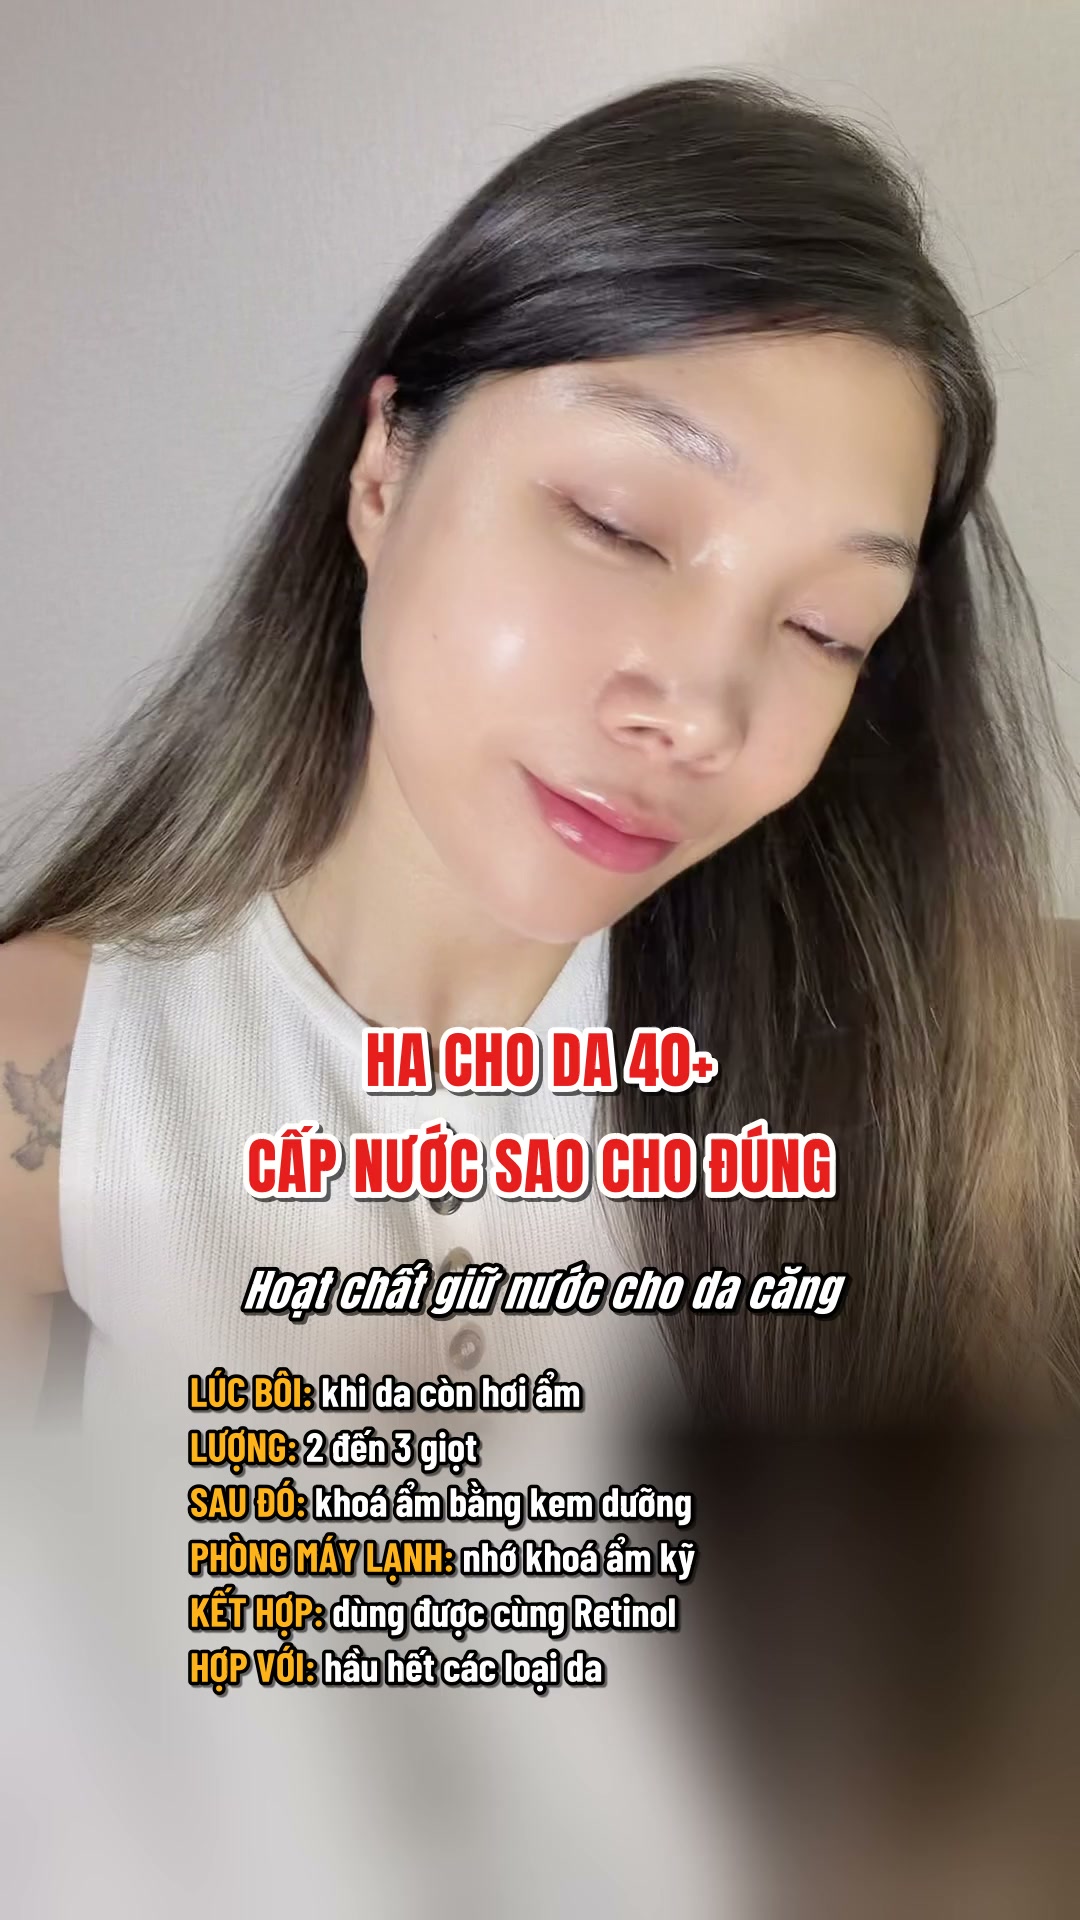 HA CHO DA 40+
CẤP NƯỚC SAO CHO ĐÚNG
Hoạt chất giữ nước cho da căng
LÚC BÔI: khi da còn hơi ẩm
LƯỢNG: 2 đến 3 giọt
SAU ĐÓ: khoá ẩm bằng kem dưỡng
PHÒNG MÁY LẠNH: nhớ khoá ẩm kỹ
KẾT HỢP: dùng được cùng Retinol
HỢP VỚI: hầu hết các loại da